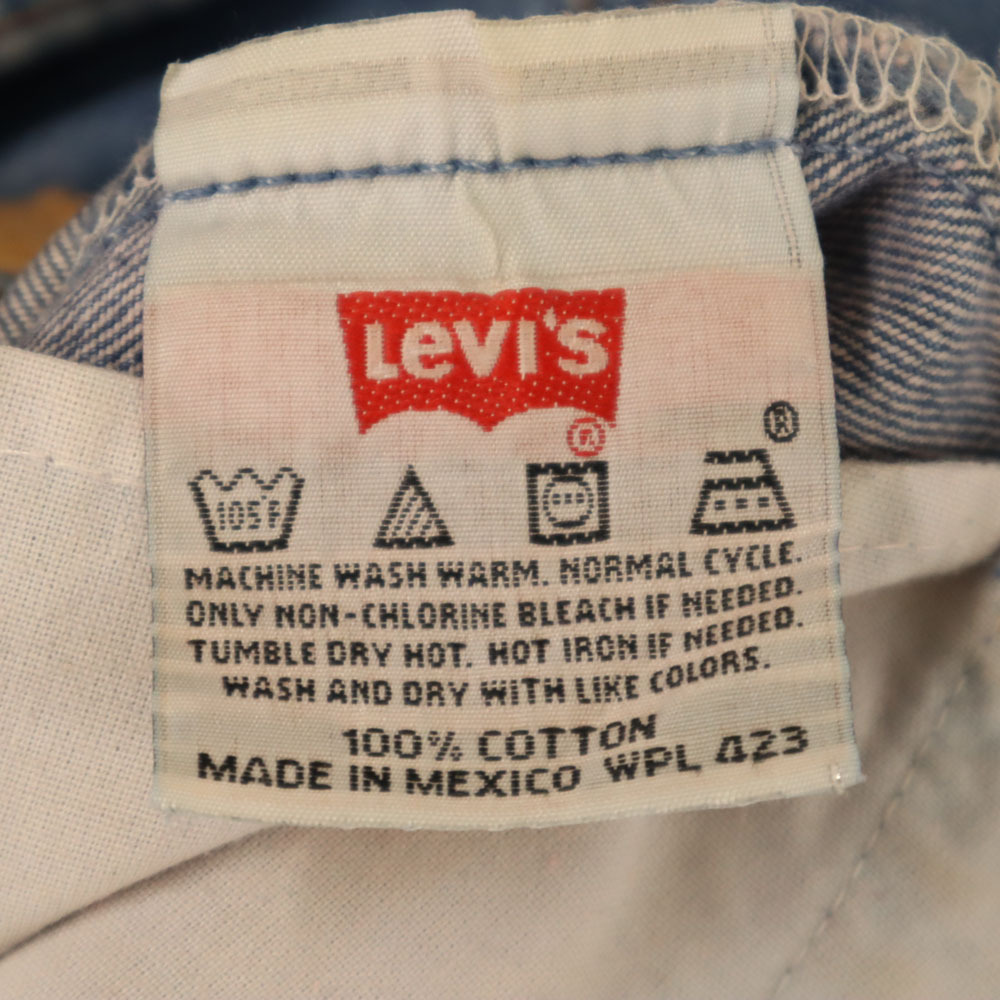 Levi's
®
®
105°F
MACHINE WASH WARM. NORMAL CYCLE.
ONLY NON-CHLORINE BLEACH IF NEEDED.
TUMBLE DRY HOT. HOT IRON IF NEEDED.
WASH AND DRY WITH LIKE COLORS.
100% COTTON
MADE IN MEXICO WPL 423